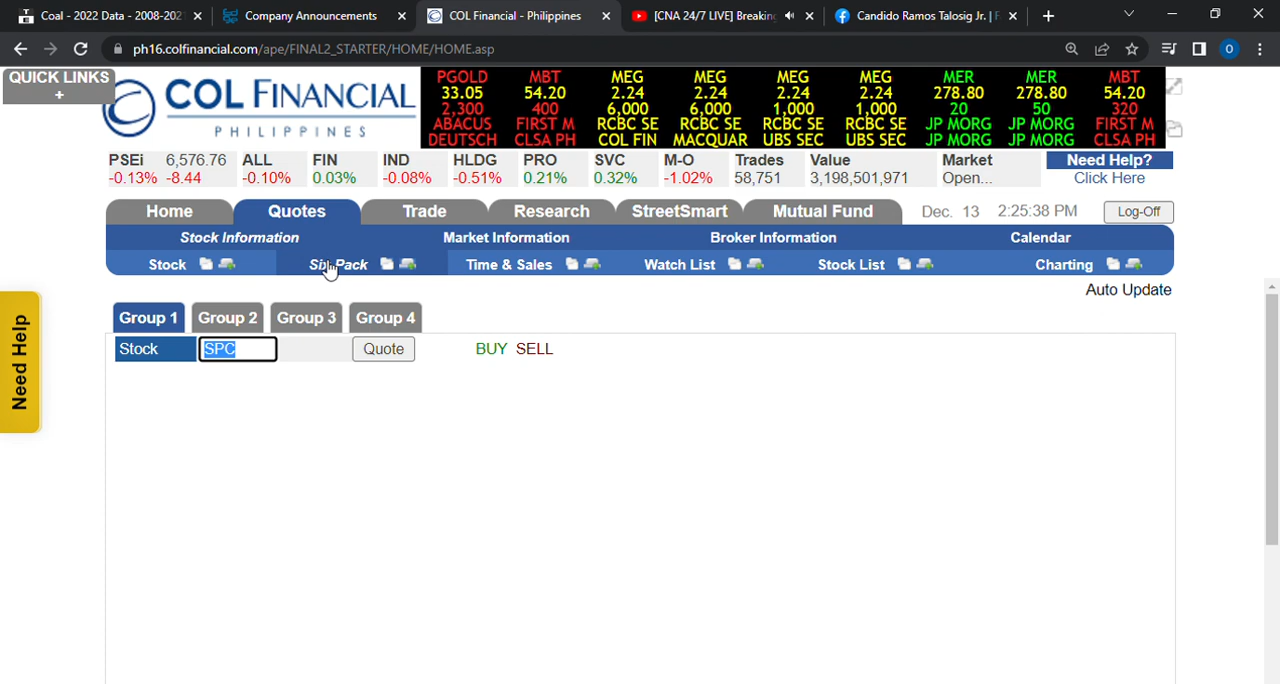 Coal - 2022 Data - 2008-202
Company Announcements
COL Financial - Philippines
[CNA 24/7 LIVE] Breaking
Candido Ramos Talosig Jr. | F
ph16.colfinancial.com/ape/FINAL2_STARTER/HOME/HOME.asp
O
QUICK LINKS
+
COL FINANCIAL
PHILIPPINES
PGOLD MBT MEG MEG MEG MEG MER MER MBT
33.05 54.20 2.24 2.24 2.24 2.24 278.80 278.80 54.20
2,300 400 6,000 6,000 1,000 1,000 20 50 320
ABACUS FIRST M RCBC SE RCBC SE RCBC SE RCBC SE JP MORG JP MORG FIRST M
DEUTSCH CLSA PH COL FIN MACQUAR UBS SEC UBS SEC JP MORG JP MORG CLSA PH
PSEi 6,576.76 ALL FIN IND HLDG PRO SVC M-O Trades Value Market Need Help?
-0.13% -8.44 -0.10% 0.03% -0.08% -0.51% 0.21% 0.32% -1.02% 58,751 3,198,501,971 Open... Click Here
Home Quotes Trade Research StreetSmart Mutual Fund Dec. 13 2:25:38 PM Log-Off
Stock Information Market Information Broker Information Calendar
Stock Six Pack Time & Sales Watch List Stock List Charting
Auto Update
Need Help
Group 1 Group 2 Group 3 Group 4
Stock SPC Quote BUY SELL